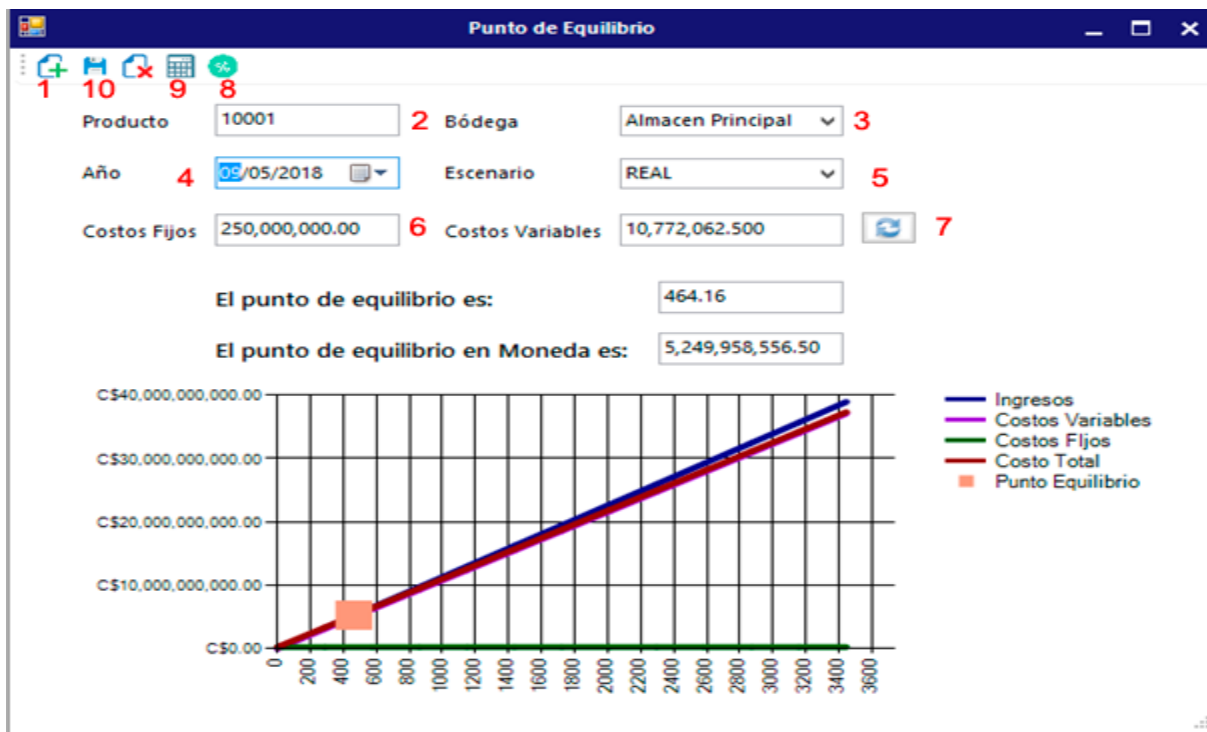 Punto de Equilibrio
1 10 9 8
Producto 10001 2 Bódega Almacen Principal 3
Año 4 09/05/2018 Escenario REAL 5
Costos Fijos 250,000,000.00 6 Costos Variables 10,772,062.500 7
El punto de equilibrio es: 464.16
El punto de equilibrio en Moneda es: 5,249,958,556.50
C$40,000,000,000.00
C$30,000,000,000.00
C$20,000,000,000.00
C$10,000,000,000.00
C$0.00
0 200 400 600 800 1000 1200 1400 1600 1800 2000 2200 2400 2600 2800 3000 3200 3400 3600
Ingresos
Costos Variables
Costos FIjos
Costo Total
Punto Equilibrio